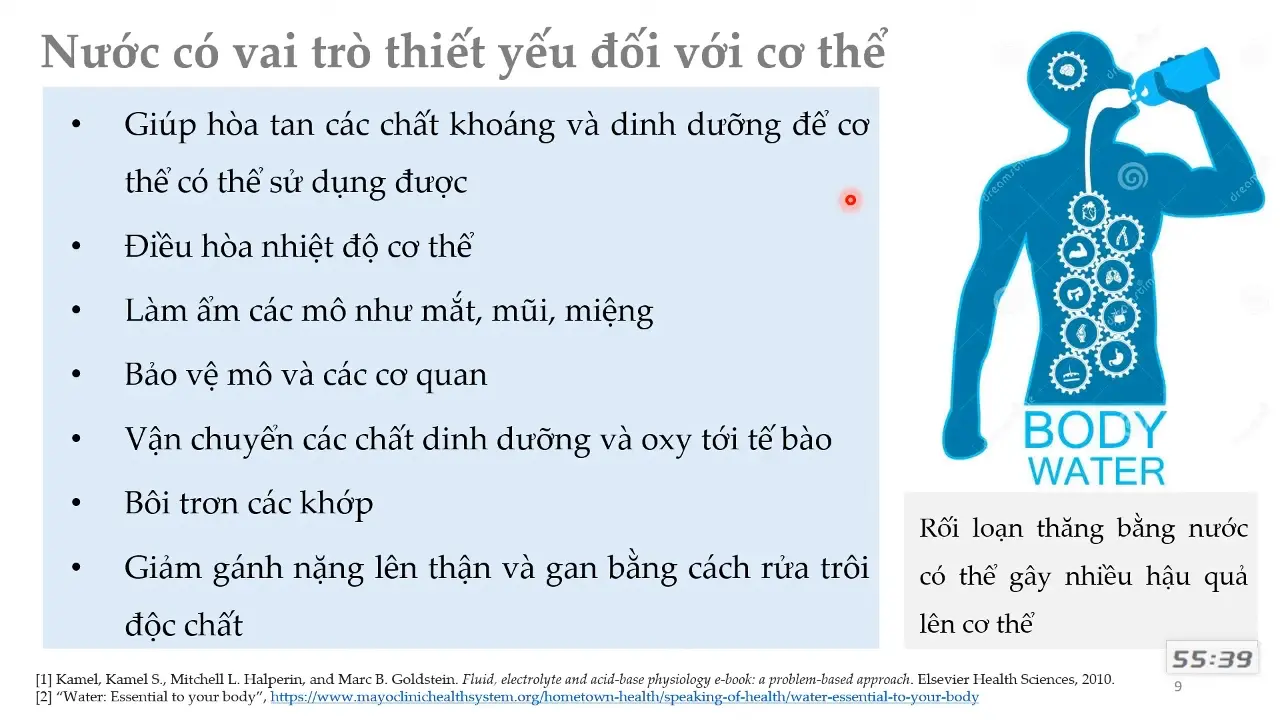 Nước có vai trò thiết yếu đối với cơ thể
• Giúp hòa tan các chất khoáng và dinh dưỡng để cơ
thể có thể sử dụng được
• Điều hòa nhiệt độ cơ thể
• Làm ẩm các mô như mắt, mũi, miệng
• Bảo vệ mô và các cơ quan
• Vận chuyển các chất dinh dưỡng và oxy tới tế bào
• Bôi trơn các khớp
• Giảm gánh nặng lên thận và gan bằng cách rửa trôi
độc chất
BODY
WATER
Rối loạn thăng bằng nước
có thể gây nhiều hậu quả
lên cơ thể
55:39
[1] Kamel, Kamel S., Mitchell L. Halperin, and Marc B. Goldstein. Fluid, electrolyte and acid-base physiology e-book: a problem-based approach. Elsevier Health Sciences, 2010.
[2] “Water: Essential to your body”, https://www.mayoclinichealthsystem.org/hometown-health/speaking-of-health/water-essential-to-your-body
9